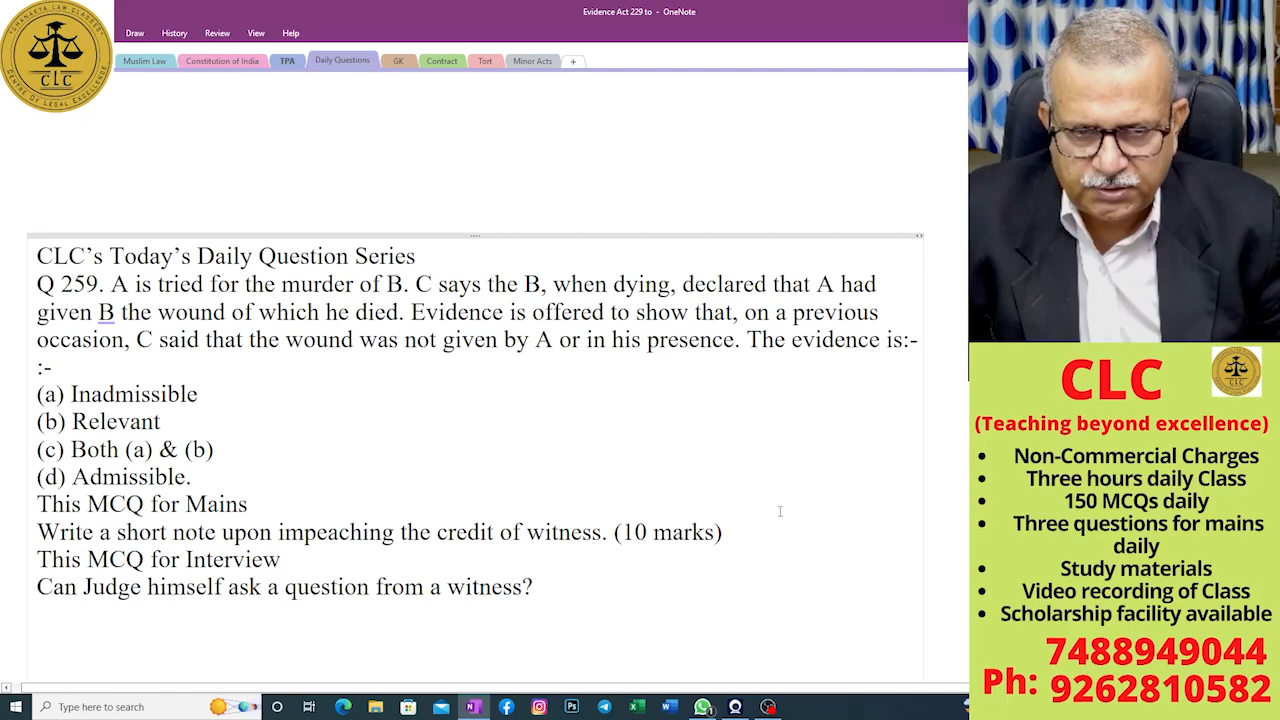 "CHANAKYA LAW CLASSES"
CLC
CENTRE OF LEGAL EXCELLENCE
Evidence Act 229 to - OneNote
Draw History Review View Help
Muslim Law Constitution of India TPA Daily Questions GK Contract Tort Minor Acts +
CLC's Today's Daily Question Series
Q 259. A is tried for the murder of B. C says the B, when dying, declared that A had
given B the wound of which he died. Evidence is offered to show that, on a previous
occasion, C said that the wound was not given by A or in his presence. The evidence is:-
:-
(a) Inadmissible
(b) Relevant
(c) Both (a) & (b)
(d) Admissible.
This MCQ for Mains
Write a short note upon impeaching the credit of witness. (10 marks)
This MCQ for Interview
Can Judge himself ask a question from a witness?
CLC
(Teaching beyond excellence)
• Non-Commercial Charges
• Three hours daily Class
• 150 MCQs daily
• Three questions for mains
daily
• Study materials
• Video recording of Class
• Scholarship facility available
7488949044
Ph: 9262810582
Type here to search